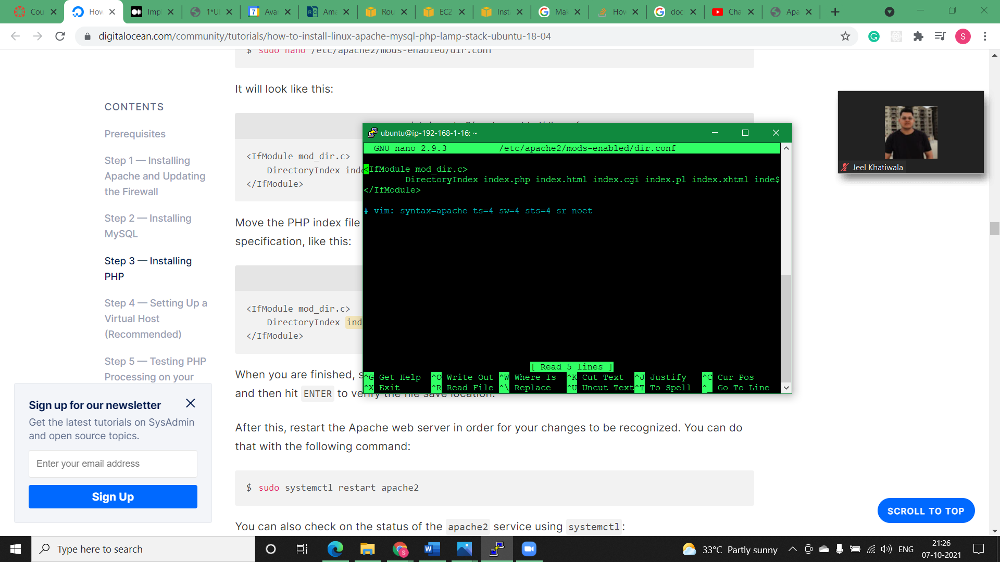 Cou
How
Imp
1*U
Avai
Ama
Rou
EC2
Inst
Mak
How
doc
Cha
Apa
digitalocean.com/community/tutorials/how-to-install-linux-apache-mysql-php-lamp-stack-ubuntu-18-04
S
$ sudo nano /etc/apache2/mods-enabled/dir.conf
It will look like this:
CONTENTS
Prerequisites
Step 1 — Installing
Apache and Updating
the Firewall
Step 2 — Installing
MySQL
Step 3 — Installing
PHP
Step 4 — Setting Up a
Virtual Host
(Recommended)
Step 5 — Testing PHP
Processing on your
<IfModule mod_dir.c>
DirectoryIndex inde
</IfModule>
Move the PHP index file
specification, like this:
<IfModule mod_dir.c>
DirectoryIndex ind
</IfModule>
When you are finished, s
and then hit ENTER to verify the file save location.
After this, restart the Apache web server in order for your changes to be recognized. You can do
that with the following command:
$ sudo systemctl restart apache2
You can also check on the status of the apache2 service using systemctl:
ubuntu@ip-192-168-1-16: ~
GNU nano 2.9.3 /etc/apache2/mods-enabled/dir.conf
<IfModule mod_dir.c>
DirectoryIndex index.php index.html index.cgi index.pl index.xhtml inde$
</IfModule>
# vim: syntax=apache ts=4 sw=4 sts=4 sr noet
[ Read 5 lines ]
^G Get Help ^O Write Out ^W Where Is ^K Cut Text ^J Justify ^C Cur Pos
^X Exit ^R Read File ^\ Replace ^U Uncut Text ^T To Spell ^_ Go To Line
Jeel Khatiwala
Sign up for our newsletter
Get the latest tutorials on SysAdmin
and open source topics.
Enter your email address
Sign Up
SCROLL TO TOP
Type here to search
33°C Partly sunny
ENG
21:26
07-10-2021